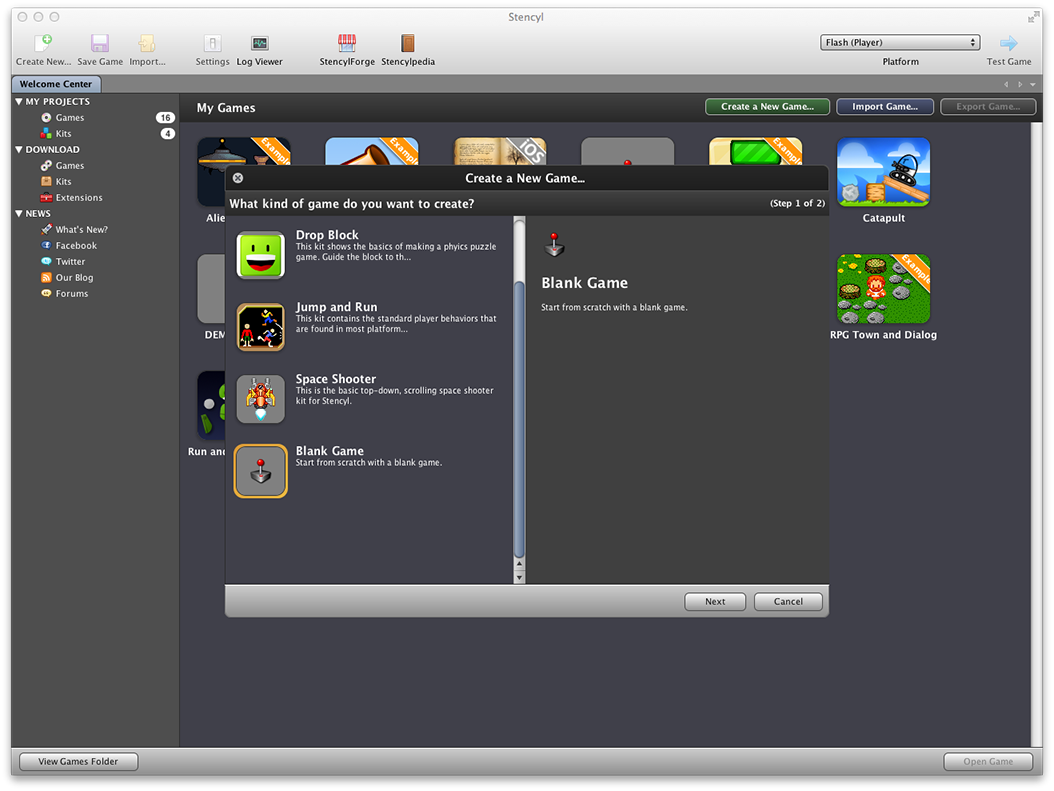 Stencyl
Create New...
Save Game
Import...
Settings
Log Viewer
StencylForge
Stencylpedia
Flash (Player)
Platform
Test Game
Welcome Center
MY PROJECTS
Games
16
Kits
4
DOWNLOAD
Games
Kits
Extensions
NEWS
What's New?
Facebook
Twitter
Our Blog
Forums
My Games
Create a New Game...
Import Game...
Export Game...
Example
Example
iOS
Example
Catapult
Alie
DEM
Example
RPG Town and Dialog
Run and
Create a New Game...
What kind of game do you want to create?
(Step 1 of 2)
Drop Block
This kit shows the basics of making a phyics puzzle
game. Guide the block to th...
Jump and Run
This kit contains the standard player behaviors that
are found in most platform...
Space Shooter
This is the basic top-down, scrolling space shooter
kit for Stencyl.
Blank Game
Start from scratch with a blank game.
Blank Game
Start from scratch with a blank game.
Next
Cancel
View Games Folder
Open Game